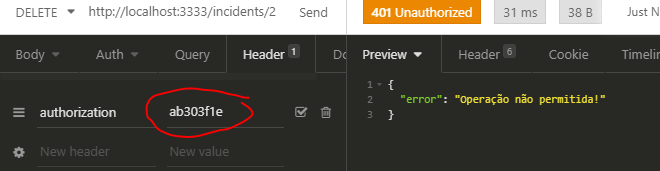 DELETE http://localhost:3333/incidents/2 Send 401 Unauthorized 31 ms 38 B Just N
Body Auth Query Header 1 Do Preview Header 6 Cookie Timelin
authorization ab303f1e
New header New value
1 {
2 "error": "Operação não permitida!"
3 }